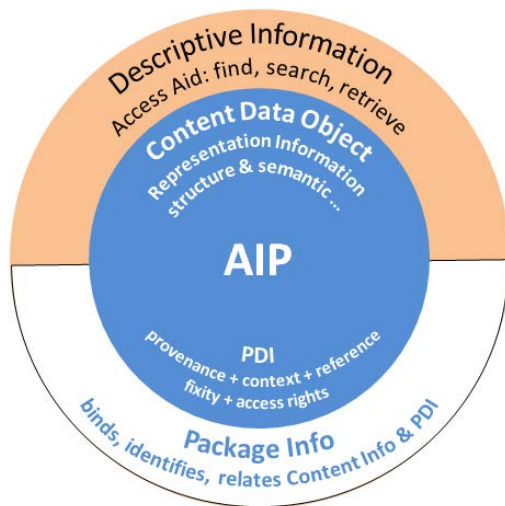 Descriptive Information
Access Aid: find, search, retrieve
Content Data Object
Representation Information
structure & semantic ...
AIP
PDI
provenance + context + reference
fixity + access rights
Package Info
binds, identifies, relates Content Info & PDI